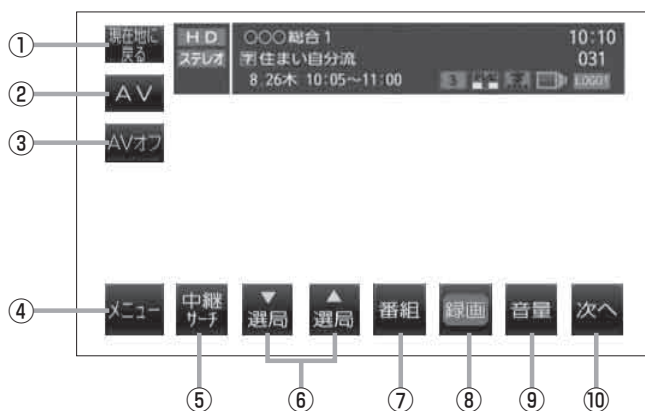 ①
現在地に
戻る
HD
ステレオ
○○○総合1
10:10
字住まい自分流
031
8.26木 10:05～11:00
LOGO1
②
AV
③
AVオフ
④
メニュー
中継
サーチ
▼
選局
▲
選局
番組
録画
音量
次へ
⑤
⑥
⑦
⑧
⑨
⑩